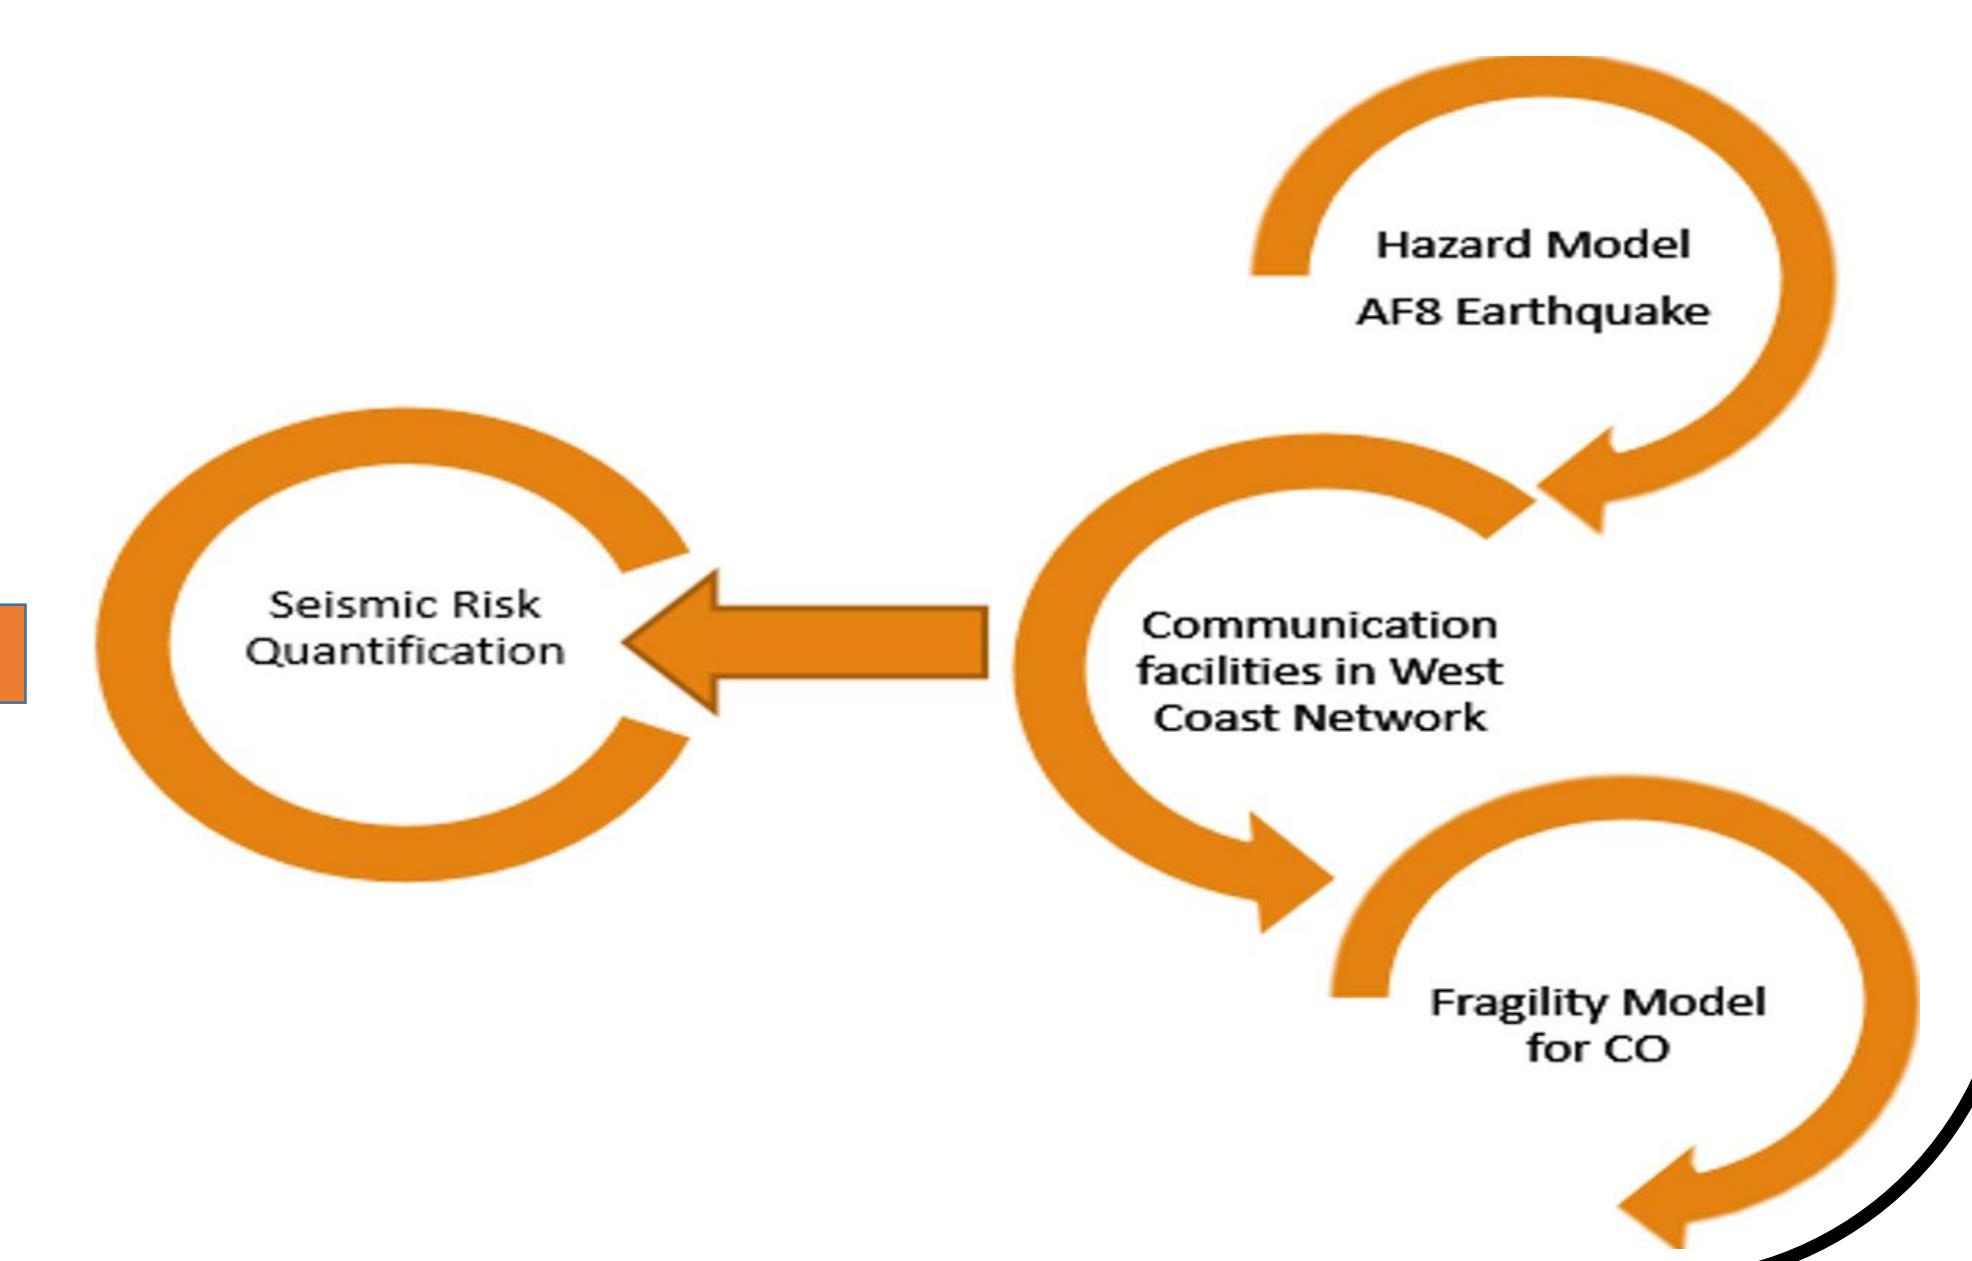 Hazard Model
AF8 Earthquake
Seismic Risk
Quantification
Communication
facilities in West
Coast Network
Fragility Model
for CO